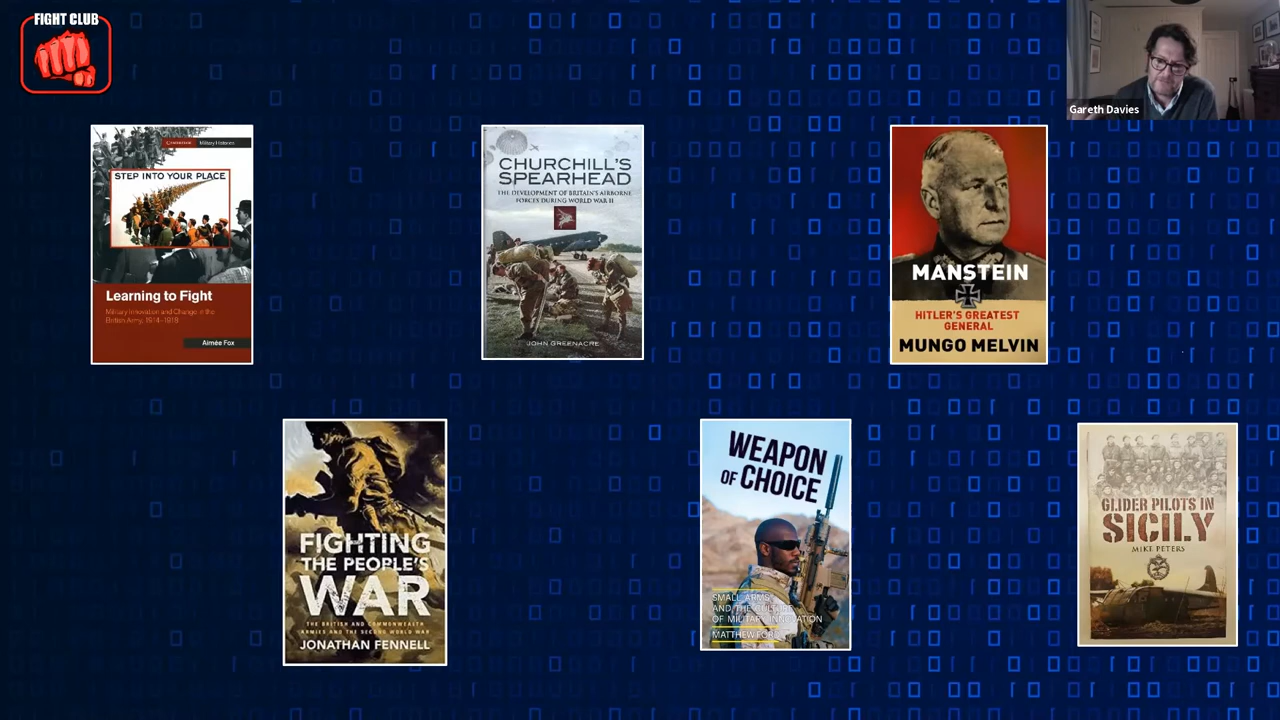 FIGHT CLUB
Gareth Davies
Military Histories
STEP INTO YOUR PLACE
Learning to Fight
Military Innovation and Change in the
British Army, 1914–1918
Aimée Fox
CHURCHILL'S
SPEARHEAD
THE DEVELOPMENT OF BRITAIN'S AIRBORNE
FORCES DURING WORLD WAR II
JOHN GREENACRE
MANSTEIN
HITLER'S GREATEST
GENERAL
MUNGO MELVIN
FIGHTING
THE PEOPLE'S
WAR
THE BRITISH AND COMMONWEALTH
ARMIES AND THE SECOND WORLD WAR
JONATHAN FENNELL
WEAPON
OF CHOICE
SMALL ARMS
AND THE CULTURE
OF MILITARY INNOVATION
MATTHEW FORD
GLIDER PILOTS IN
SICILY
MIKE PETERS